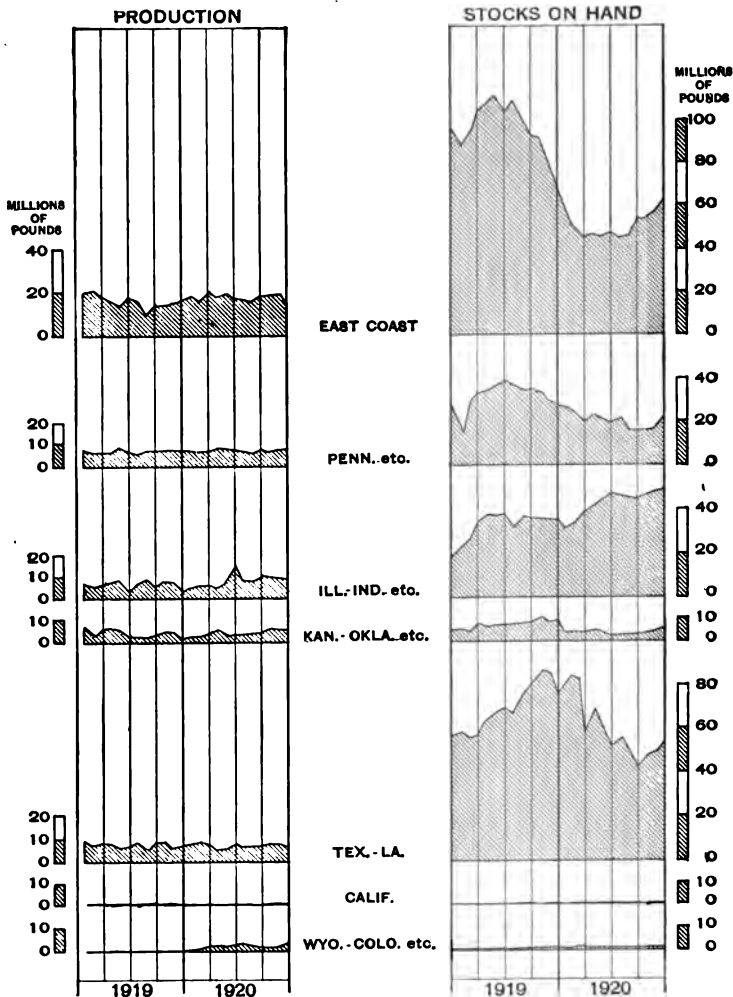 PRODUCTION
STOCKS ON HAND
MILLIONS
OF
POUNDS
100
80
60
40
20
0
MILLIONS
OF
POUNDS
40
20
0
EAST COAST
40
20
0
20
10
0
PENN. etc.
40
20
0
20
10
0
ILL.-IND. etc.
10
0
10
0
KAN.-OKLA. etc.
80
60
40
20
0
20
10
0
TEX.-LA.
10
0
10
0
CALIF.
10
0
10
0
WYO.-COLO. etc.
1919 1920
1919 1920